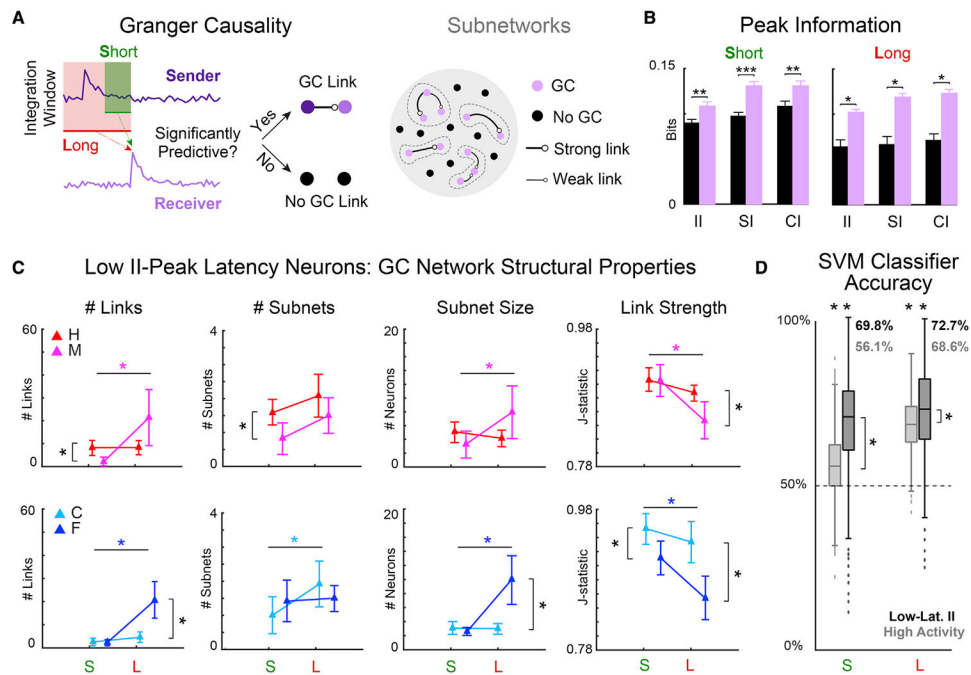 A
Granger Causality
Subnetworks
Integration
Window
Short
Sender
Long
Significantly
Predictive?
Receiver
Yes
No
GC Link
No GC Link
GC
No GC
Strong link
Weak link
B
Peak Information
Short
Long
0.15
Bits
0
**
***
**
*
*
*
II
SI
CI
II
SI
CI
C
Low II-Peak Latency Neurons: GC Network Structural Properties
# Links
# Subnets
Subnet Size
Link Strength
60
# Links
0
H
M
*
*
4
# Subnets
0
*
20
# Neurons
0
*
0.98
J-statistic
0.78
*
*
60
# Links
0
C
F
*
*
4
# Subnets
0
*
20
# Neurons
0
*
*
0.98
J-statistic
0.78
*
*
*
S
L
S
L
S
L
S
L
D
SVM Classifier
Accuracy
100%
50%
0%
* *
* *
69.8%
56.1%
72.7%
68.6%
*
*
Low-Lat. II
High Activity
S
L